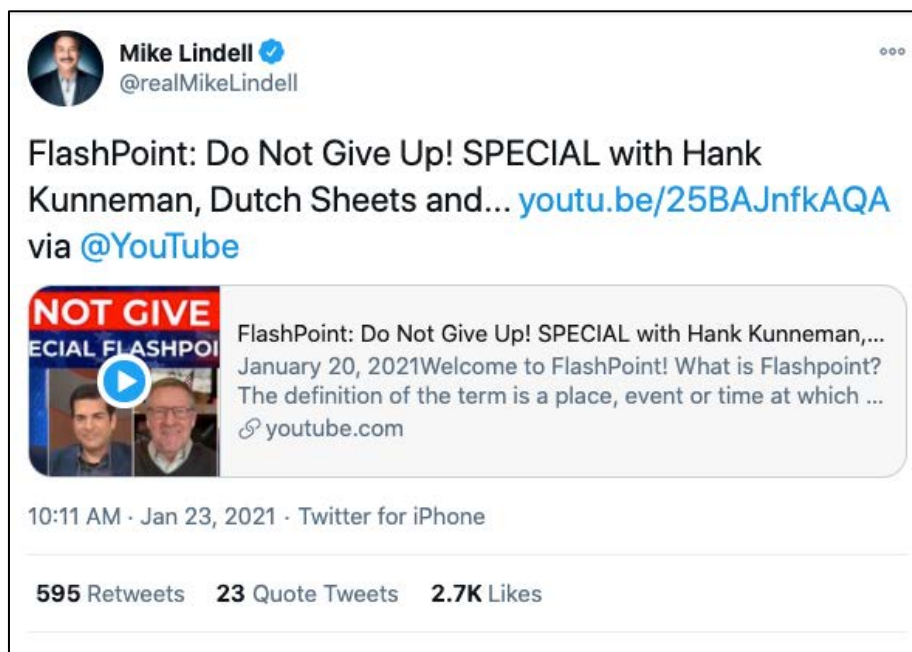 Mike Lindell
@realMikeLindell
FlashPoint: Do Not Give Up! SPECIAL with Hank
Kunneman, Dutch Sheets and... youtu.be/25BAJnfkAQA
via @YouTube
NOT GIVE
ECIAL FLASHPOI
FlashPoint: Do Not Give Up! SPECIAL with Hank Kunneman,...
January 20, 2021Welcome to FlashPoint! What is Flashpoint?
The definition of the term is a place, event or time at which ...
youtube.com
10:11 AM · Jan 23, 2021 · Twitter for iPhone
595 Retweets 23 Quote Tweets 2.7K Likes